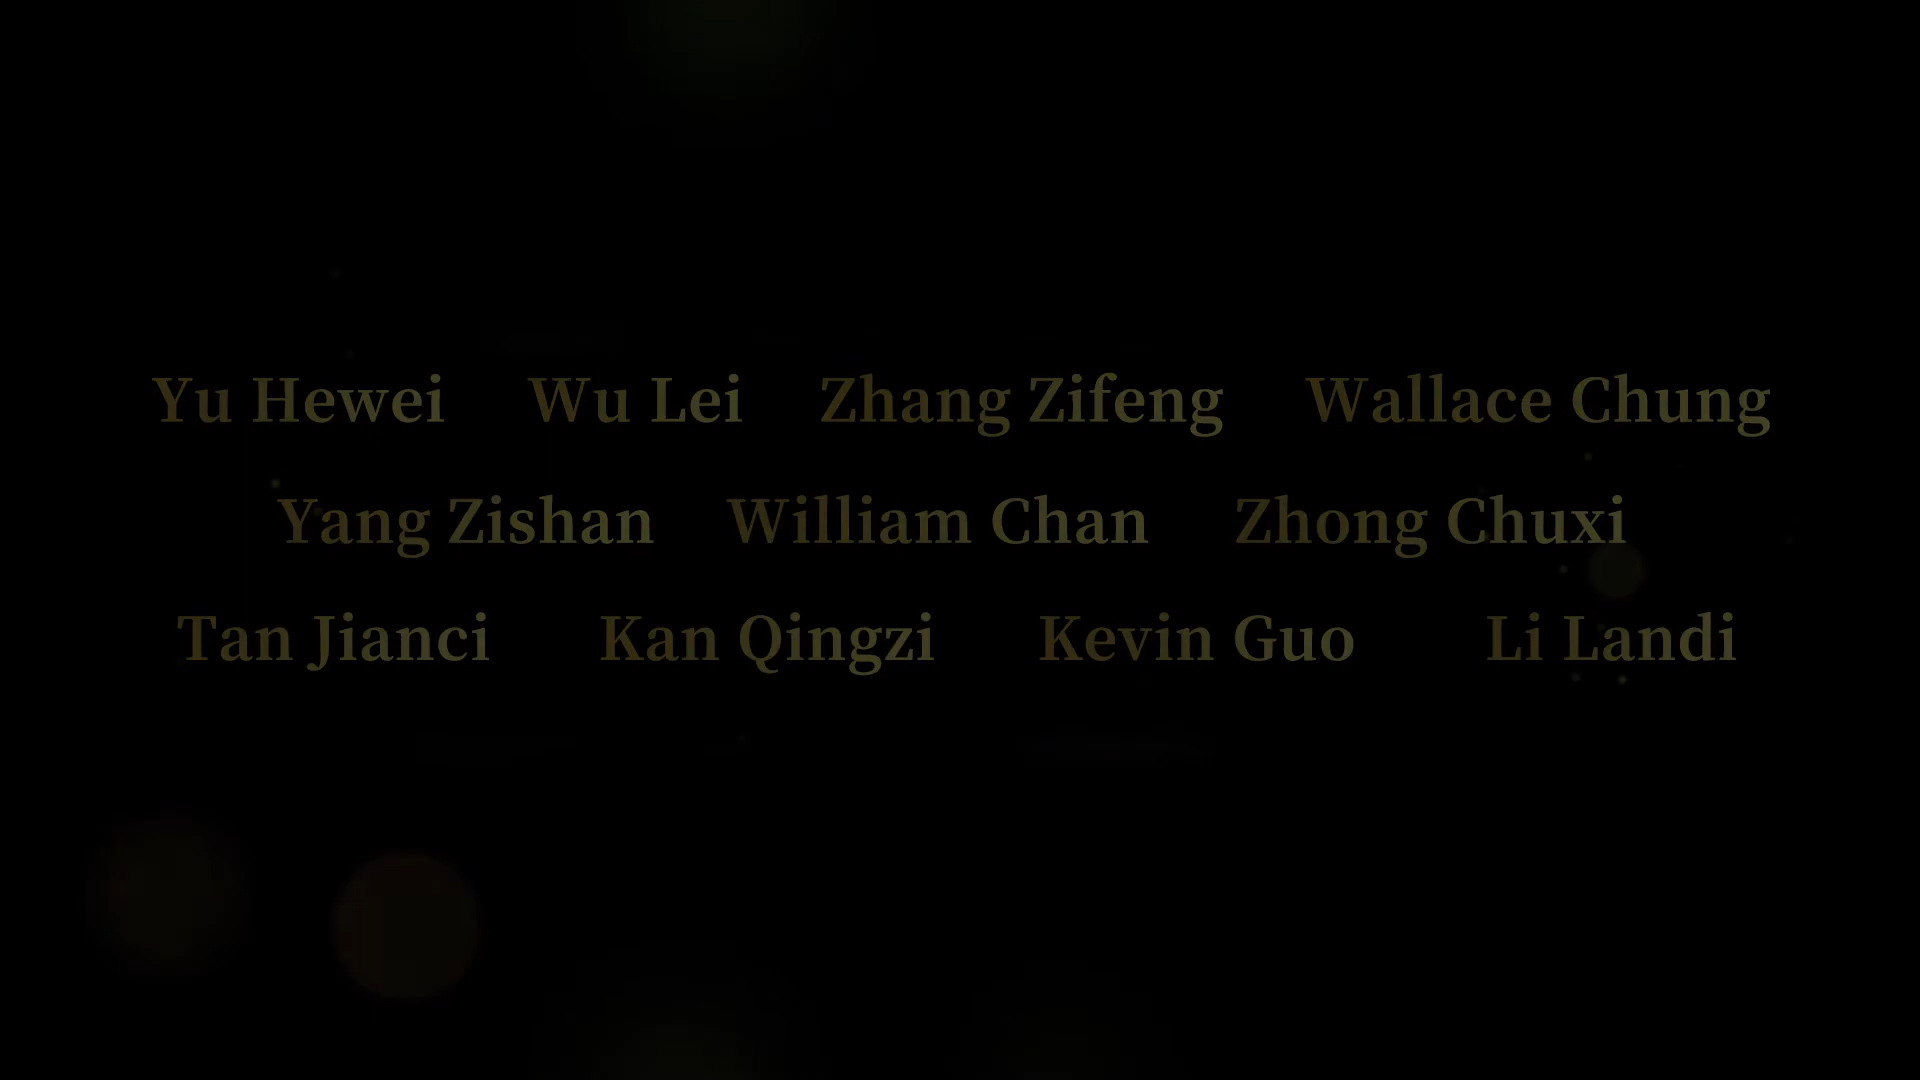 Yu Hewei Wu Lei Zhang Zifeng Wallace Chung
Yang Zishan William Chan Zhong Chuxi
Tan Jianci Kan Qingzi Kevin Guo Li Landi